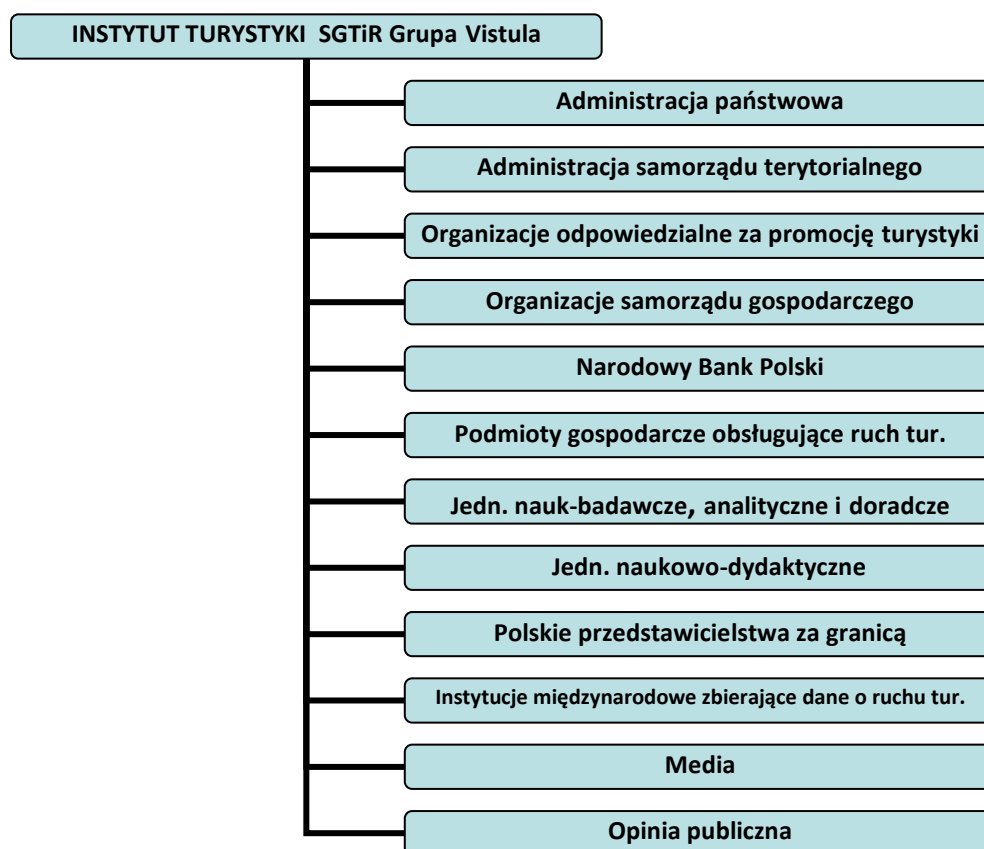 INSTYTUT TURYSTYKI SGTiR Grupa Vistula
Administracja państwowa
Administracja samorządu terytorialnego
Organizacje odpowiedzialne za promocję turystyki
Organizacje samorządu gospodarczego
Narodowy Bank Polski
Podmioty gospodarcze obsługujące ruch tur.
Jedn. nauk-badawcze, analityczne i doradcze
Jedn. naukowo-dydaktyczne
Polskie przedstawicielstwa za granicą
Instytucje międzynarodowe zbierające dane o ruchu tur.
Media
Opinia publiczna